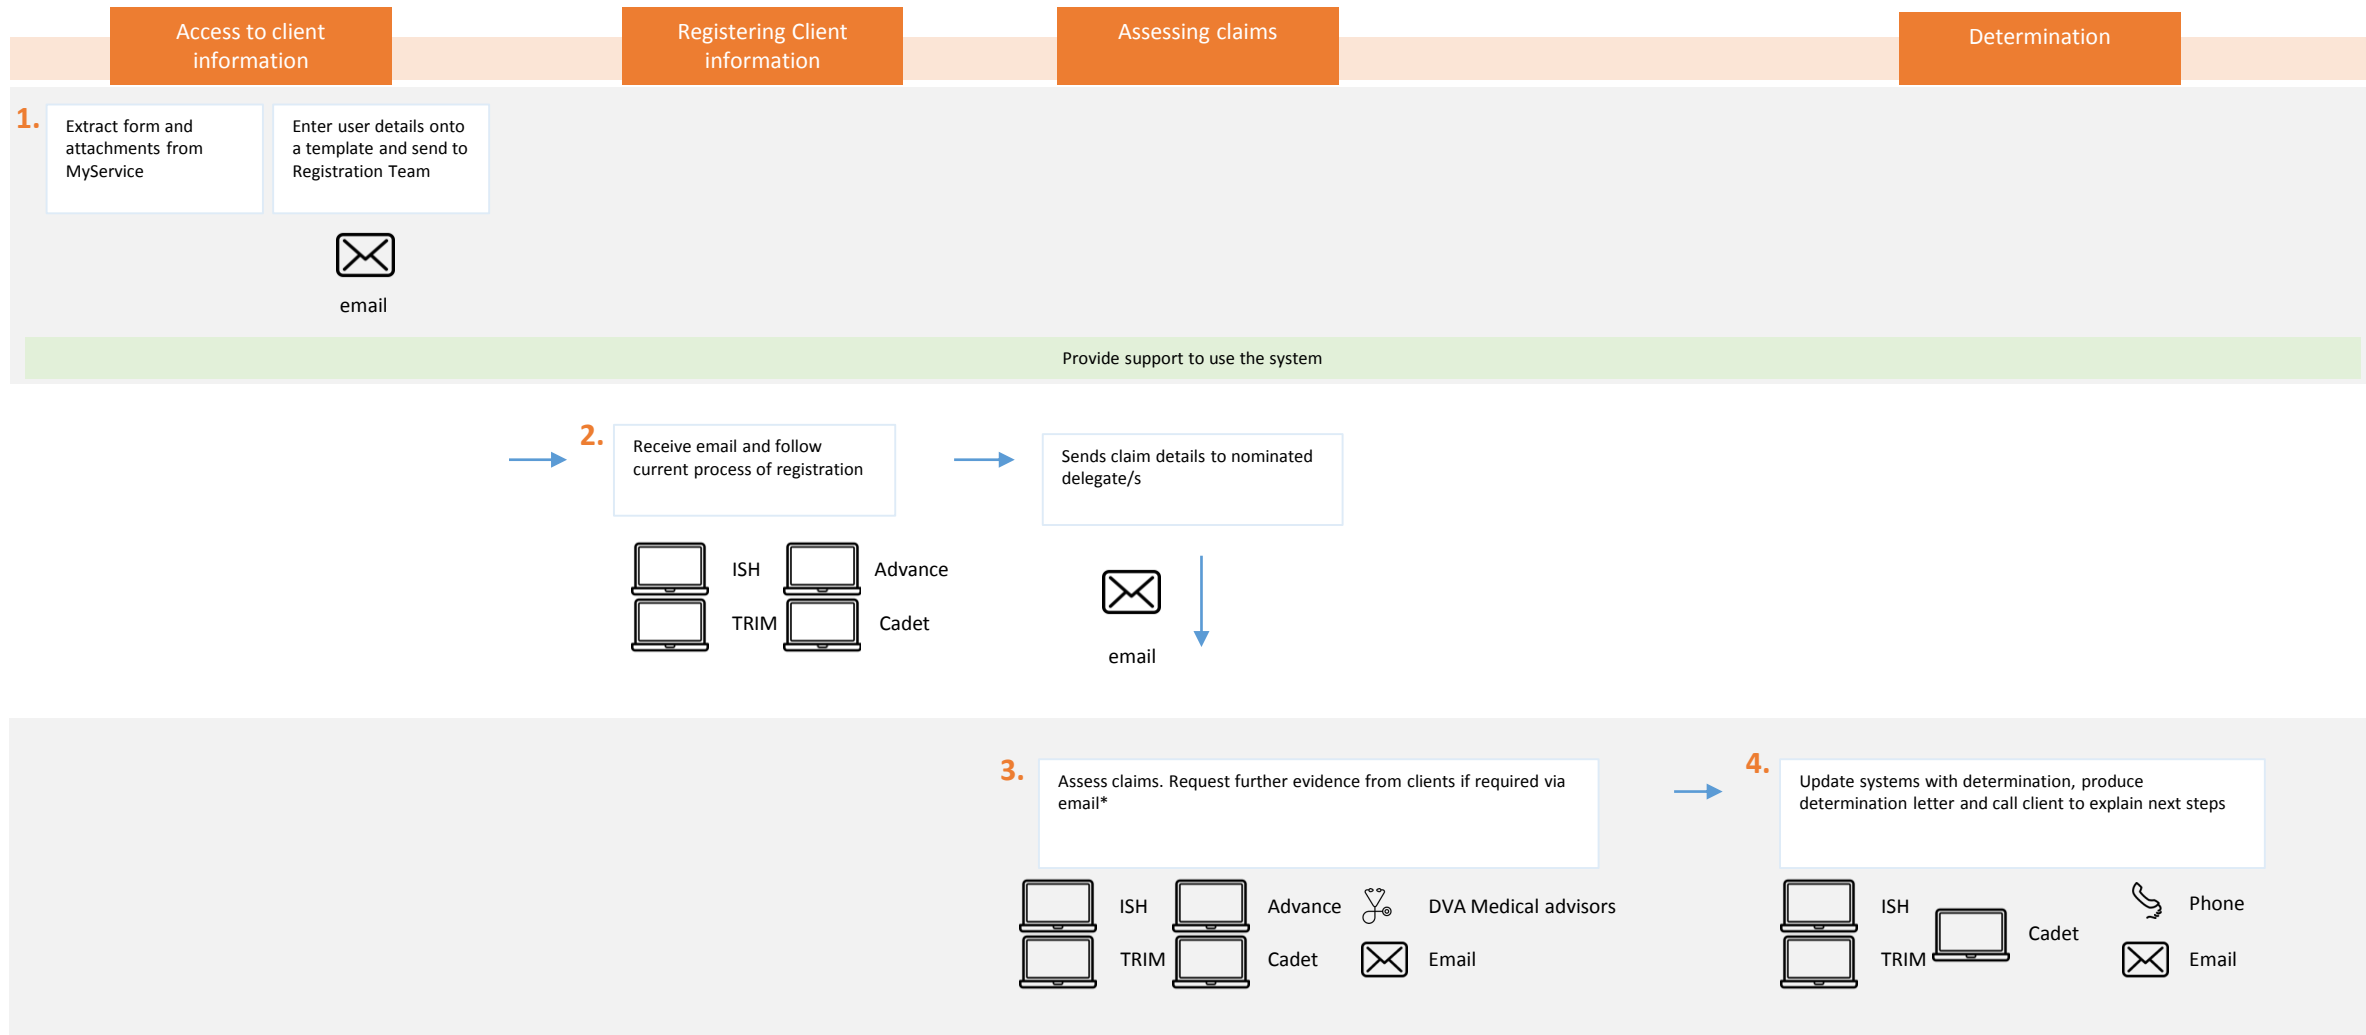 Access to client
information
Registering Client
information
Assessing claims
Determination
1.
Extract form and
attachments from
MyService
Enter user details onto
a template and send to
Registration Team
email
Provide support to use the system
2.
Receive email and follow
current process of registration
Sends claim details to nominated
delegate/s
ISH
Advance
TRIM
Cadet
email
3.
Assess claims. Request further evidence from clients if required via
email*
4.
Update systems with determination, produce
determination letter and call client to explain next steps
ISH
Advance
DVA Medical advisors
TRIM
Cadet
Email
ISH
Cadet
Phone
TRIM
Email